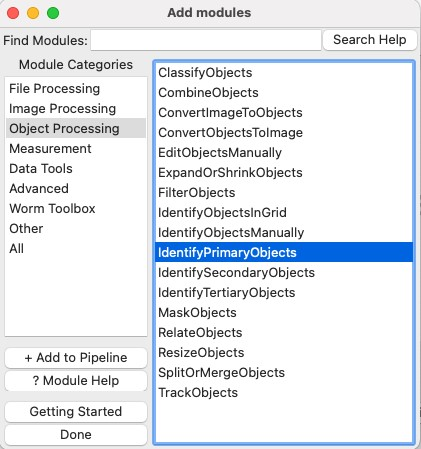 Add modules
Find Modules:
Search Help
Module Categories
File Processing
Image Processing
Object Processing
Measurement
Data Tools
Advanced
Worm Toolbox
Other
All
ClassifyObjects
CombineObjects
ConvertImageToObjects
ConvertObjectsToImage
EditObjectsManually
ExpandOrShrinkObjects
FilterObjects
IdentifyObjectsInGrid
IdentifyObjectsManually
IdentifyPrimaryObjects
IdentifySecondaryObjects
IdentifyTertiaryObjects
MaskObjects
RelateObjects
ResizeObjects
SplitOrMergeObjects
TrackObjects
+ Add to Pipeline
? Module Help
Getting Started
Done